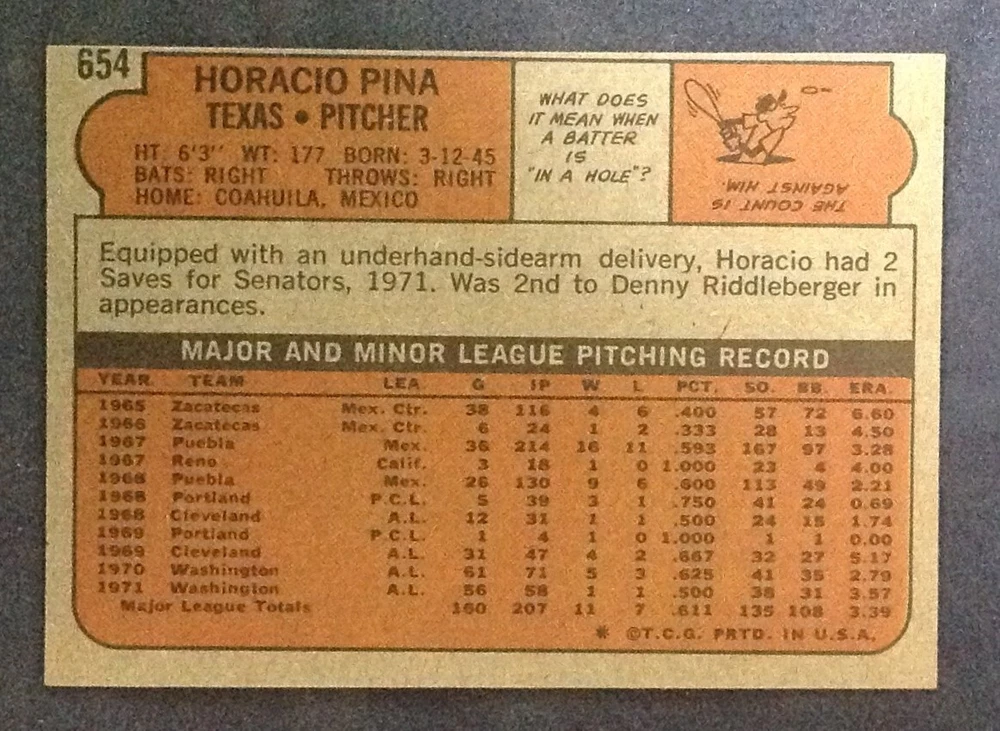 654
HORACIO PINA
TEXAS • PITCHER
HT: 6'3" WT: 177 BORN: 3-12-45
BATS: RIGHT THROWS: RIGHT
HOME: COAHUILA, MEXICO
WHAT DOES
IT MEAN WHEN
A BATTER
IS
"IN A HOLE"?
THE COUNT IS
AGAINST HIM.
Equipped with an underhand-sidearm delivery, Horacio had 2
Saves for Senators, 1971. Was 2nd to Denny Riddleberger in
appearances.
MAJOR AND MINOR LEAGUE PITCHING RECORD
YEAR TEAM LEA G IP W L PCT. SO. BB. ERA.
1965 Zacatecas Mex. Ctr. 38 116 4 6 .400 57 72 6.60
1966 Zacatecas Mex. Ctr. 6 24 1 2 .333 28 13 4.50
1967 Puebla Mex. 36 214 16 11 .593 167 97 3.28
1967 Reno Calif. 3 18 1 0 1.000 23 4 4.00
1968 Puebla Mex. 26 130 9 6 .600 113 49 2.21
1968 Portland P.C.L. 5 39 3 1 .750 41 24 0.69
1968 Cleveland A.L. 12 31 1 1 .500 24 15 1.74
1969 Portland P.C.L. 1 4 1 0 1.000 1 1 0.00
1969 Cleveland A.L. 31 47 4 2 .667 32 27 5.17
1970 Washington A.L. 61 71 5 3 .625 41 35 2.79
1971 Washington A.L. 56 58 1 1 .500 38 31 3.57
Major League Totals 160 207 11 7 .611 135 108 3.39
* ©T.C.G. PRTD. IN U.S.A.